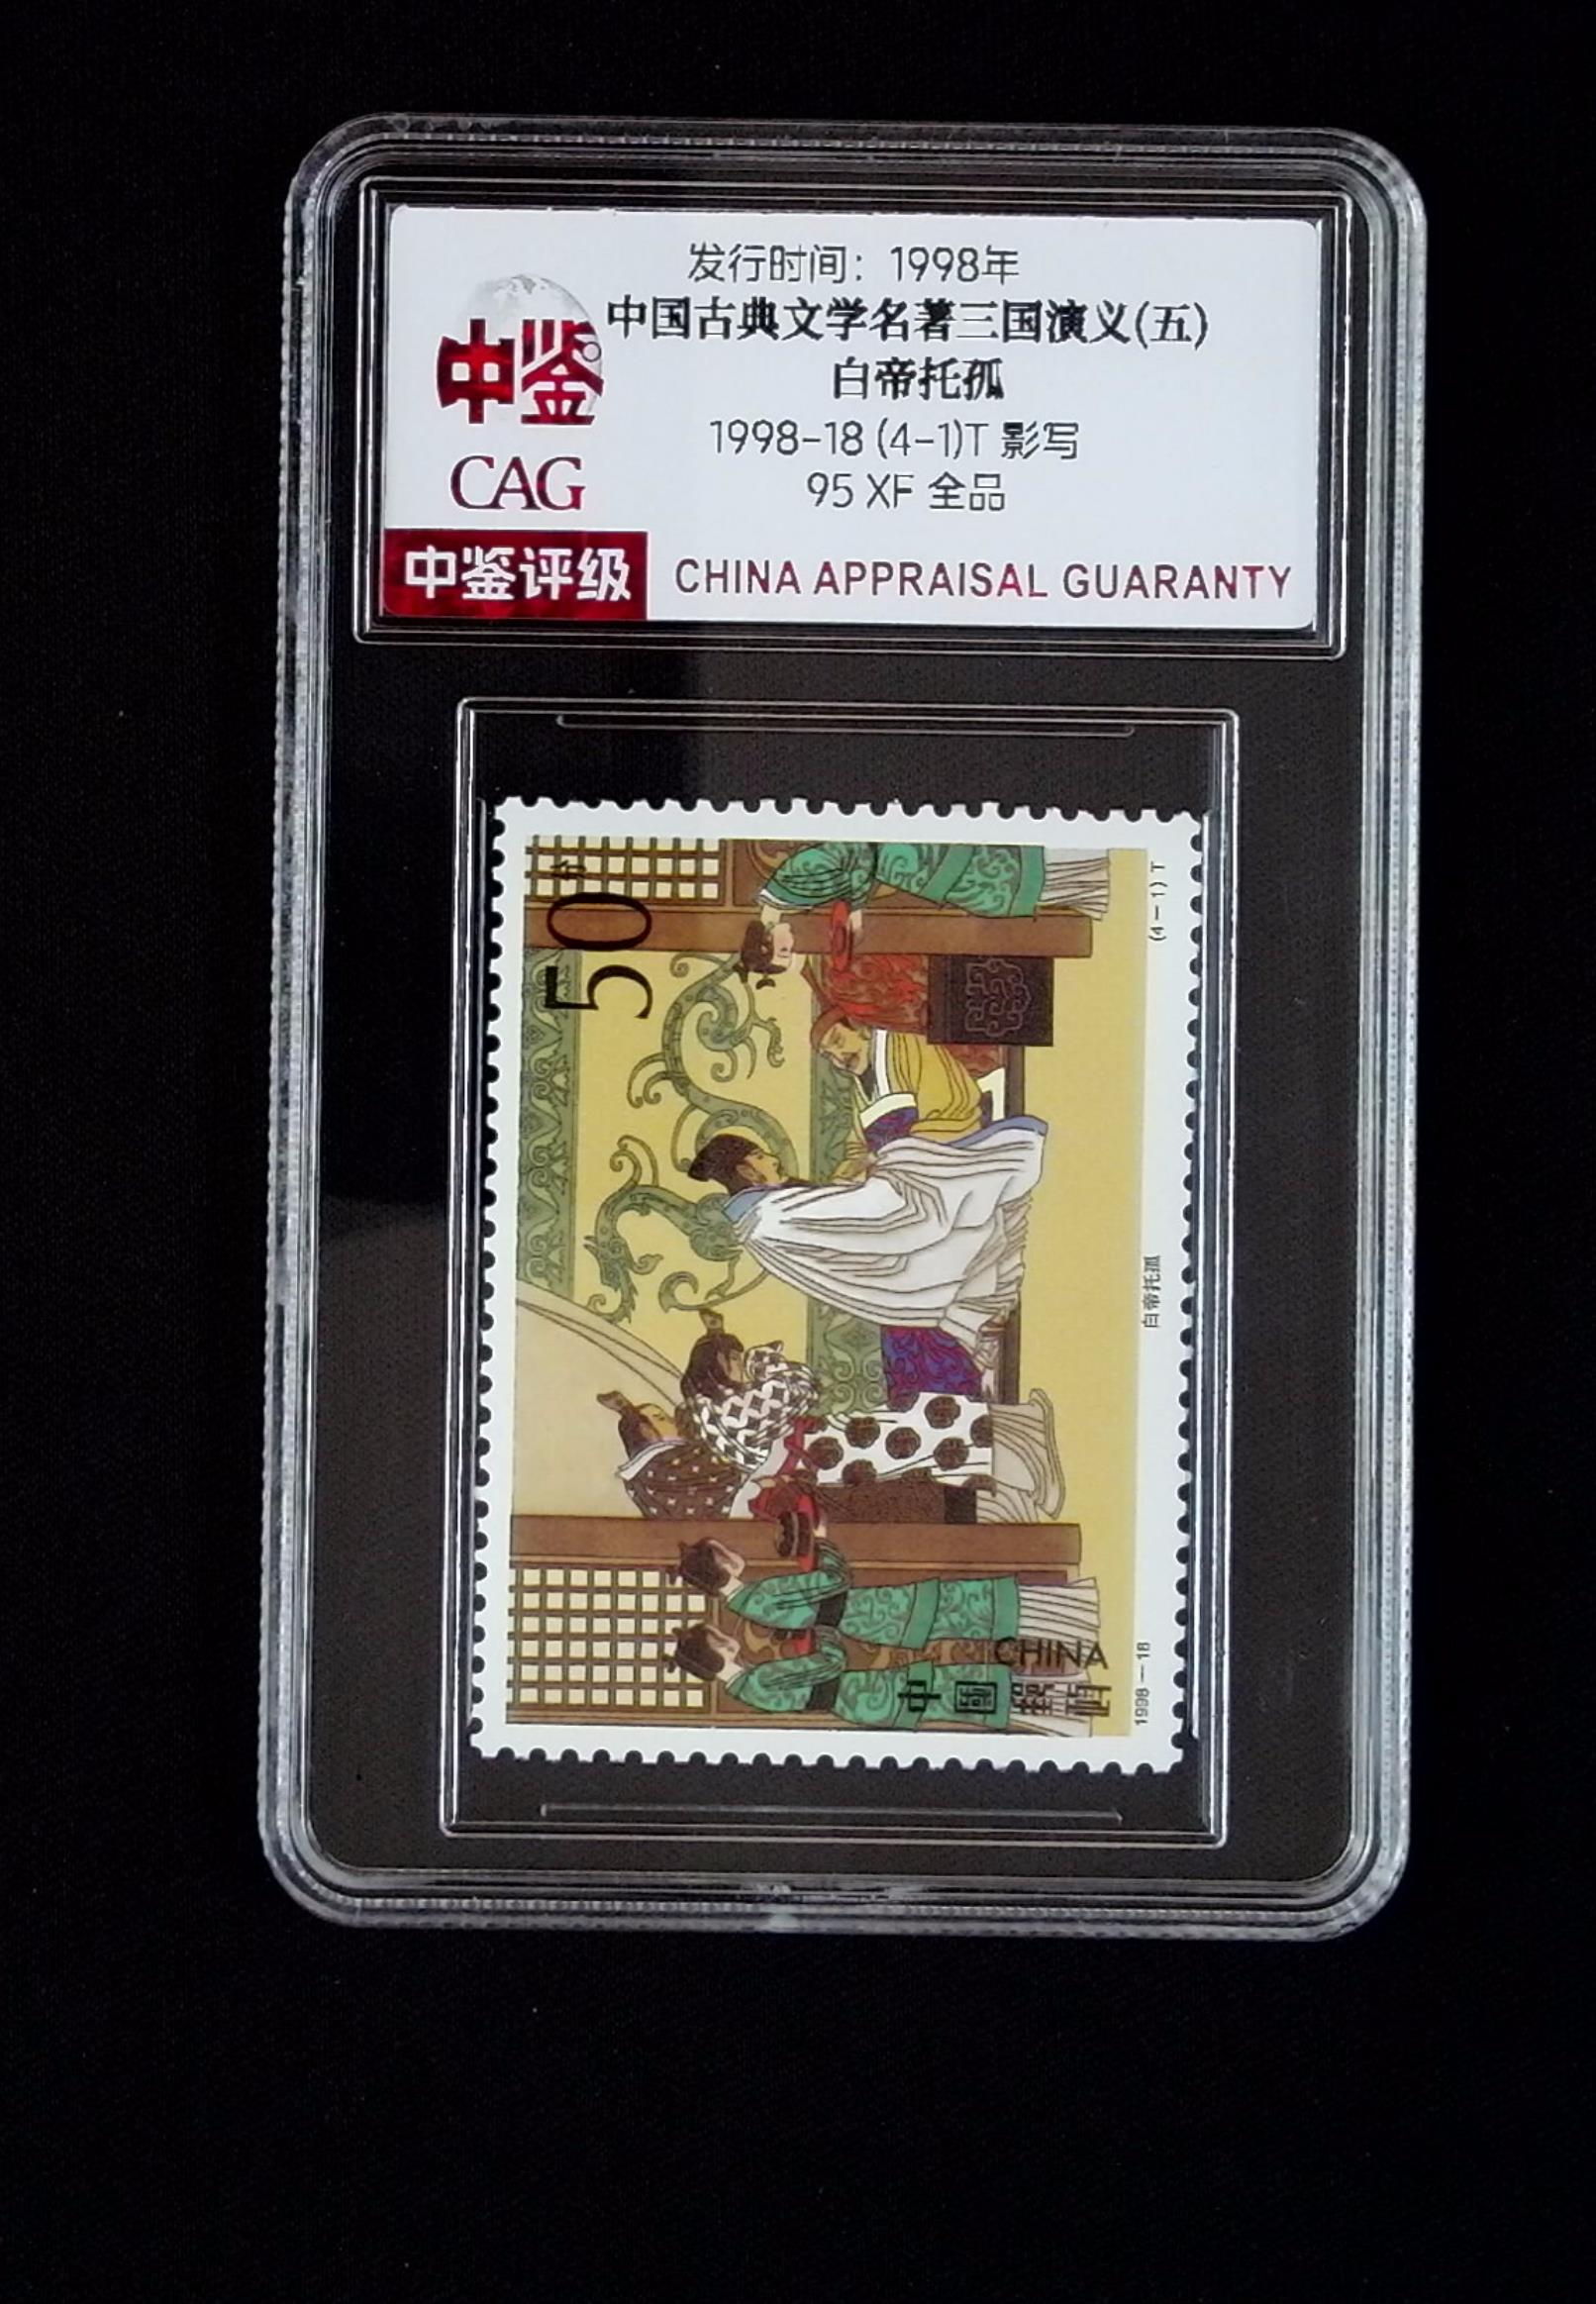 发行时间：1998年
中国古典文学名著三国演义(五)
白帝托孤
1998-18 (4-1)T 影写
95 XF 全品
中鉴
CAG
中鉴评级
CHINA APPRAISAL GUARANTY
50分
中国邮政
CHINA
1998—18
白帝托孤
(4—1)T